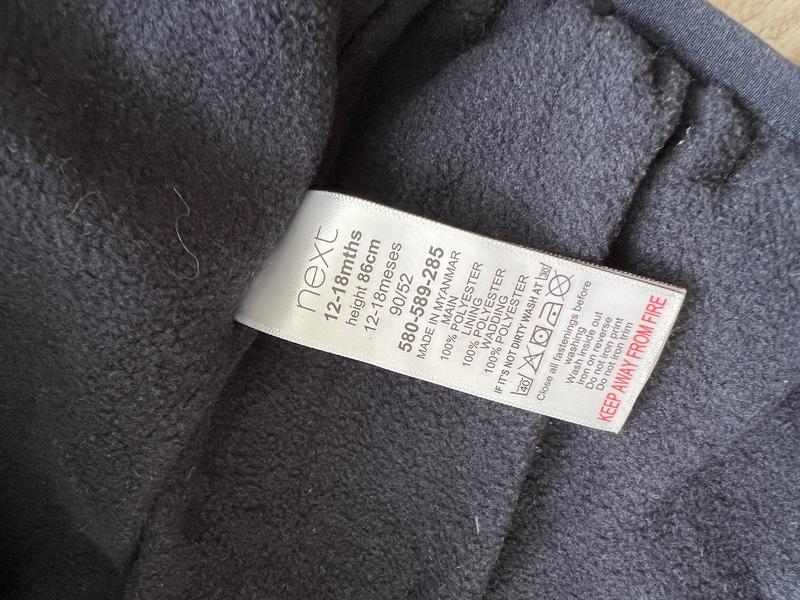 next
12-18mths
height 86cm
12-18meses
90/52
580-589-285
MADE IN MYANMAR
MAIN
100% POLYESTER
LINING
100% POLYESTER
WADDING
100% POLYESTER
IF IT'S NOT DIRTY WASH AT 30
40
Close all fastenings before
washing
Wash inside out
Iron on reverse
Do not iron print
Do not iron trim
KEEP AWAY FROM FIRE